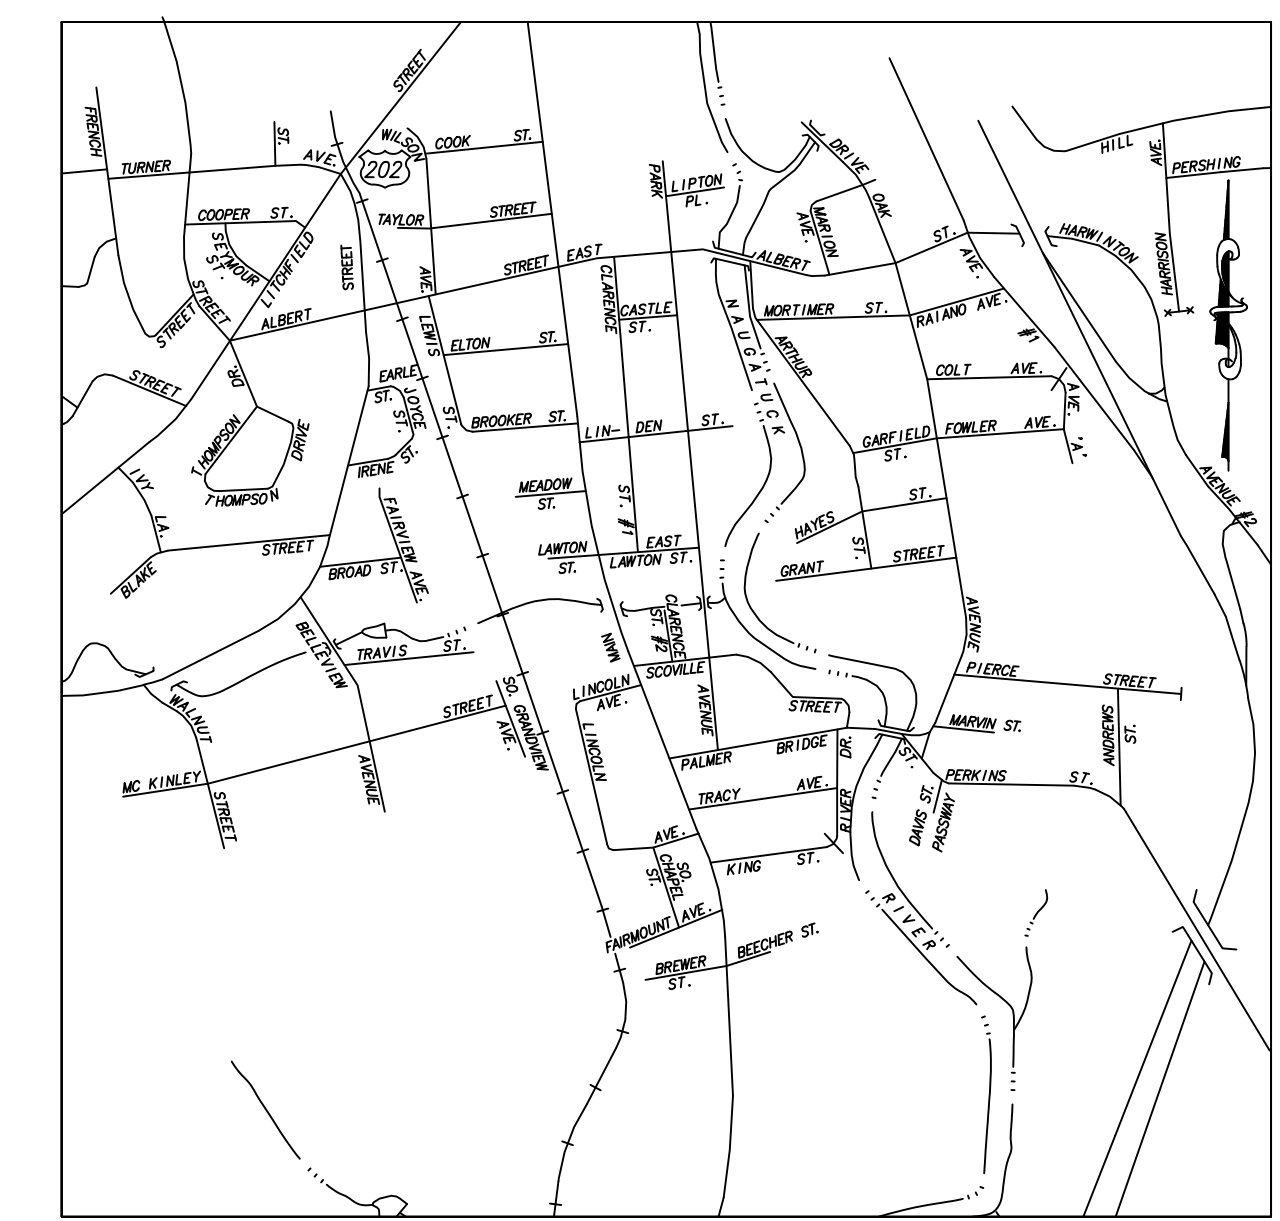 STREET
FRENCH
ST.
WILSON
COOK ST.
DRIVE
HILL
AVE.
PERSHING
TURNER
AVE.
202
PARK
LIPTON
PL.
OAK
COOPER ST.
SEYMOUR
ST.
TAYLOR STREET
MARION
AVE.
ST.
HARWINTON
HARRISON
LITCHFIELD
STREET
EAST
ALBERT
AVE.
STREET
STREET
STREET
ALBERT
AVE.
CLARENCE
CASTLE
ST.
NAUGATUCK
MORTIMER ST.
RAIANO AVE.
#1
LEWIS
ELTON ST.
ARTHUR
STREET
DR.
EARLE
ST.
JOYCE
ST.
COLT AVE.
AVE.
'A'
ST.
BROOKER ST.
LIN- DEN ST.
GARFIELD
ST.
FOWLER AVE.
THOMPSON
DRIVE
THOMPSON
IRENE ST.
IVY
LA.
MEADOW
ST.
ST. #1
AVENUE #2
FAIRVIEW AVE.
ST.
HAYES
ST.
STREET
LAWTON
ST.
EAST
LAWTON ST.
STREET
GRANT
BLAKE
BROAD ST.
CLARENCE
ST. #2
AVENUE
BELLEVIEW
MAIN
TRAVIS ST.
SCOVILLE
PIERCE STREET
LINCOLN
AVE.
AVENUE
STREET
WALNUT
STREET
SO. GRANDVIEW
AVE.
LINCOLN
MARVIN ST.
ANDREWS
ST.
PALMER BRIDGE
DR.
ST.
MC KINLEY
AVENUE
STREET
TRACY AVE.
RIVER
PERKINS ST.
DAVIS ST.
PASSWAY
AVE.
KING ST.
SO.
CHAPEL
ST.
FAIRMOUNT AVE.
RIVER
BEECHER ST.
BREWER
ST.